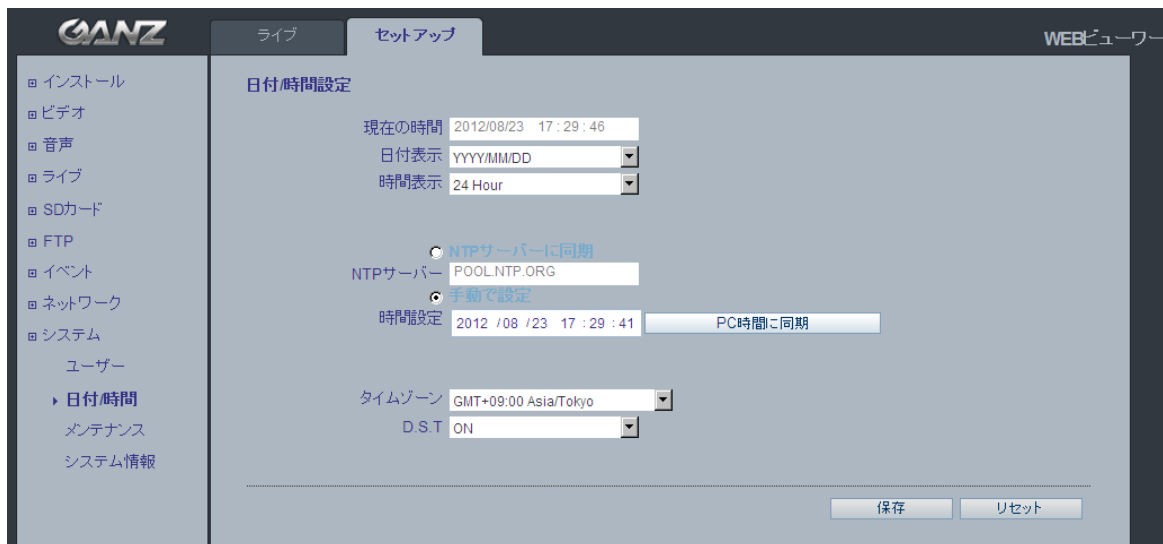 GANZ
ライブ
セットアップ
WEBビューワー
インストール
ビデオ
音声
ライブ
SDカード
FTP
イベント
ネットワーク
システム
ユーザー
日付/時間
メンテナンス
システム情報
日付/時間設定
現在の時間 2012/08/23 17 : 29 : 46
日付表示 YYYY/MM/DD
時間表示 24 Hour
NTPサーバーに同期
NTPサーバー POOL.NTP.ORG
手動で設定
時間設定 2012 /08 /23 17 : 29 : 41 PC時間に同期
タイムゾーン GMT+09:00 Asia/Tokyo
D.S.T ON
保存 リセット